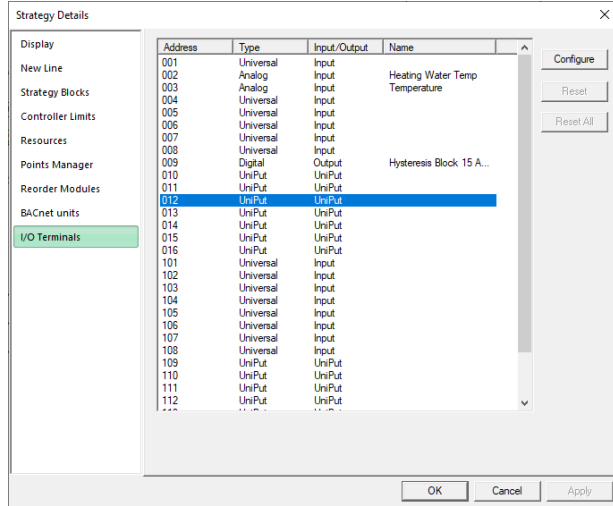 Strategy Details
Display
New Line
Strategy Blocks
Controller Limits
Resources
Points Manager
Reorder Modules
BACnet units
I/O Terminals
Address Type Input/Output Name
001 Universal Input
002 Analog Input Heating Water Temp
003 Analog Input Temperature
004 Universal Input
005 Universal Input
006 Universal Input
007 Universal Input
008 Universal Input
009 Digital Output Hysteresis Block 15 A...
010 UniPut UniPut
011 UniPut UniPut
012 UniPut UniPut
013 UniPut UniPut
014 UniPut UniPut
015 UniPut UniPut
016 UniPut UniPut
101 Universal Input
102 Universal Input
103 Universal Input
104 Universal Input
105 Universal Input
106 Universal Input
107 Universal Input
108 Universal Input
109 UniPut UniPut
110 UniPut UniPut
111 UniPut UniPut
112 UniPut UniPut
Configure
Reset
Reset All
OK Cancel Apply